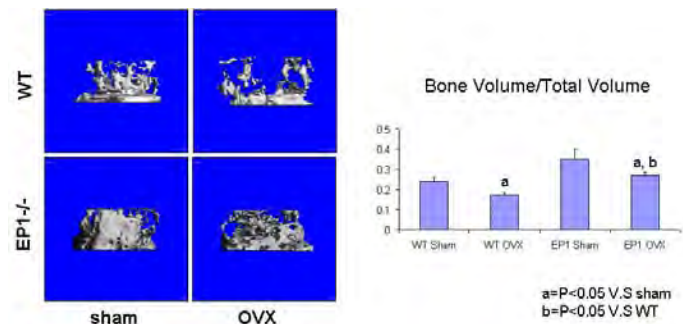 WT
EP1-/-
sham
OVX
Bone Volume/Total Volume
0.5
0.4
0.3
0.2
0.1
0
a
a, b
WT Sham
WT OVX
EP1 Sham
EP1 OVX
a=P<0.05 V.S sham
b=P<0.05 V.S WT